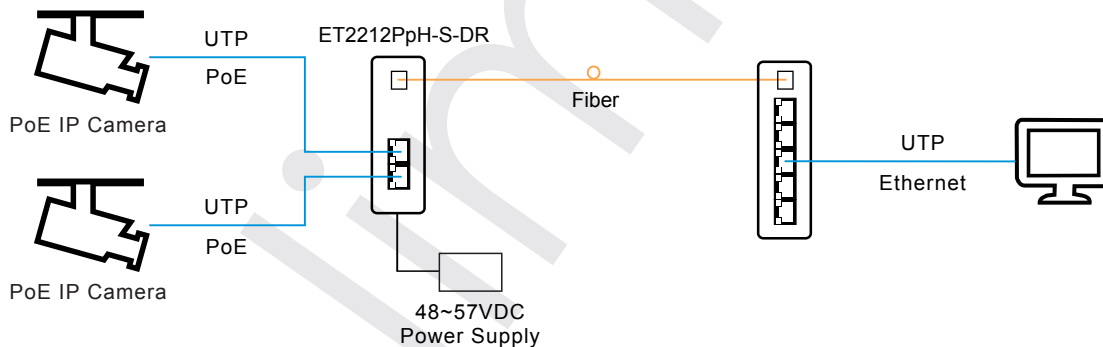 UTP
PoE
PoE IP Camera
ET2212PpH-S-DR
Fiber
UTP
Ethernet
UTP
PoE
PoE IP Camera
48~57VDC
Power Supply